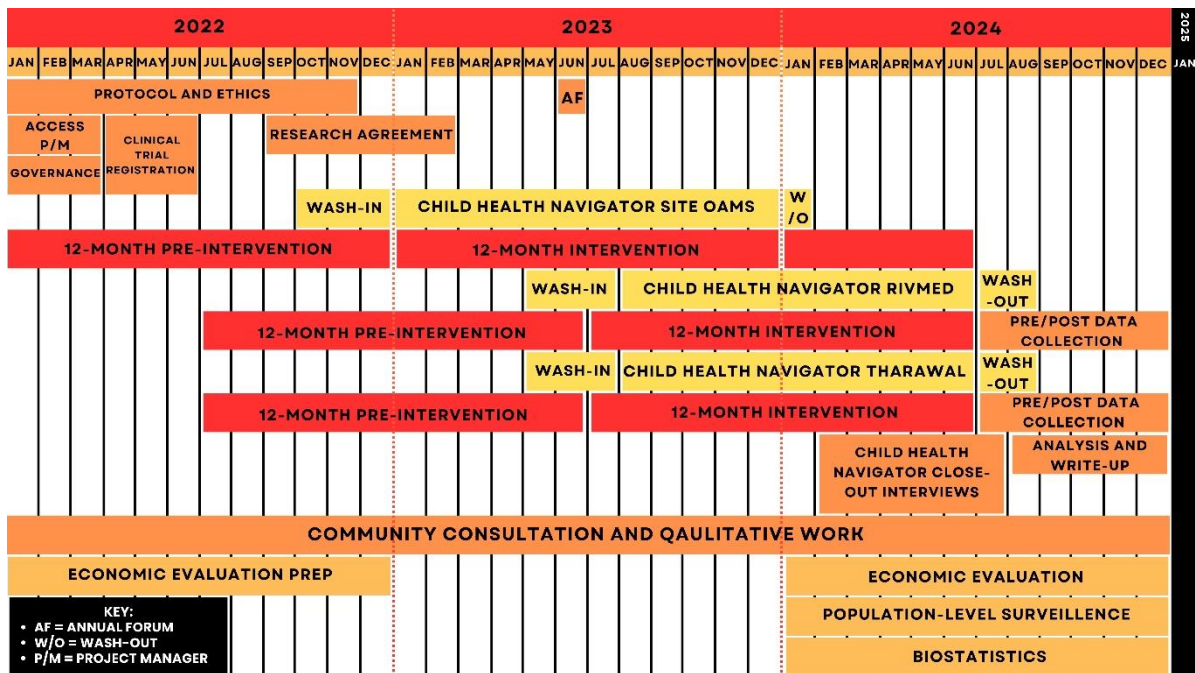 2022 2023 2024 2025
JAN FEB MAR APR MAY JUN JUL AUG SEP OCT NOV DEC JAN FEB MAR APR MAY JUN JUL AUG SEP OCT NOV DEC JAN FEB MAR APR MAY JUN JUL AUG SEP OCT NOV DEC JAN
PROTOCOL AND ETHICS
AF
ACCESS
P/M
GOVERNANCE
CLINICAL
TRIAL
REGISTRATION
RESEARCH AGREEMENT
WASH-IN
CHILD HEALTH NAVIGATOR SITE OAMS
W
/O
12-MONTH PRE-INTERVENTION
12-MONTH INTERVENTION
WASH-IN
CHILD HEALTH NAVIGATOR RIVMED
WASH
-OUT
12-MONTH PRE-INTERVENTION
12-MONTH INTERVENTION
PRE/POST DATA
COLLECTION
WASH-IN
CHILD HEALTH NAVIGATOR THARAWAL
WASH
-OUT
12-MONTH PRE-INTERVENTION
12-MONTH INTERVENTION
PRE/POST DATA
COLLECTION
CHILD HEALTH
NAVIGATOR CLOSE-
OUT INTERVIEWS
ANALYSIS AND
WRITE-UP
COMMUNITY CONSULTATION AND QAULITATIVE WORK
ECONOMIC EVALUATION PREP
ECONOMIC EVALUATION
POPULATION-LEVEL SURVEILLENCE
BIOSTATISTICS
KEY:
• AF = ANNUAL FORUM
• W/O = WASH-OUT
• P/M = PROJECT MANAGER